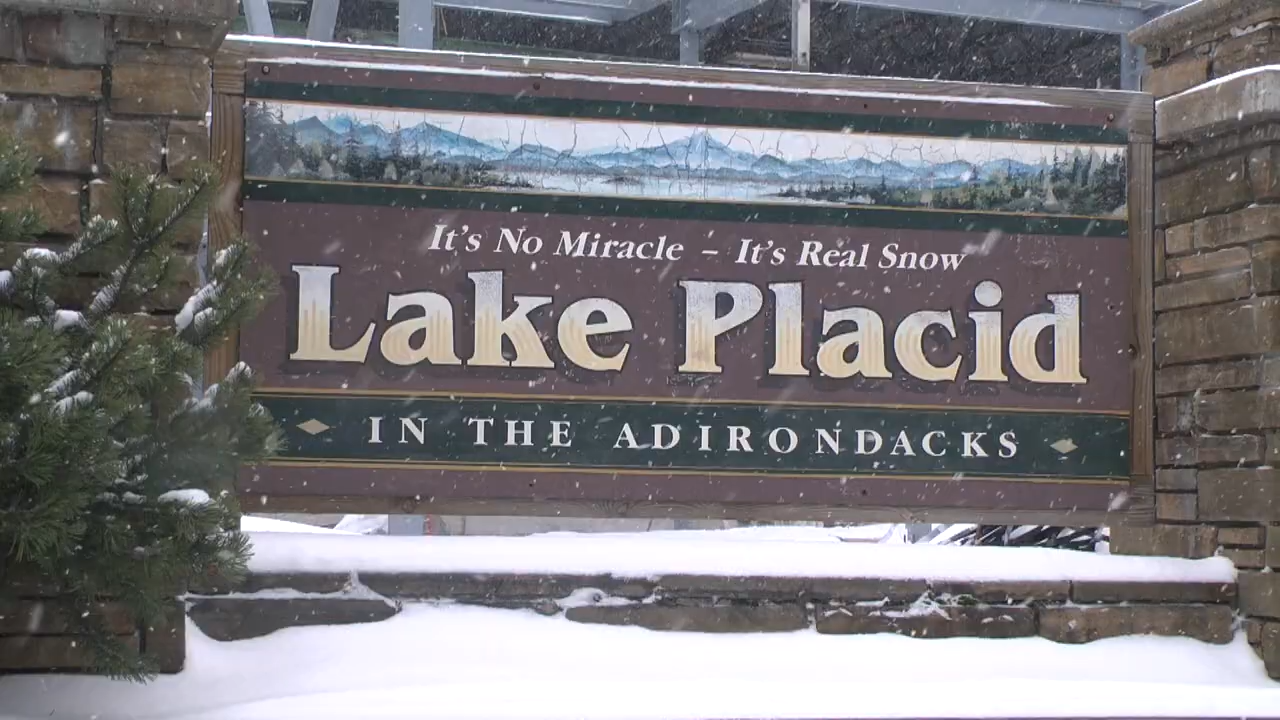 It's No Miracle – It's Real Snow
Lake Placid
IN THE ADIRONDACKS